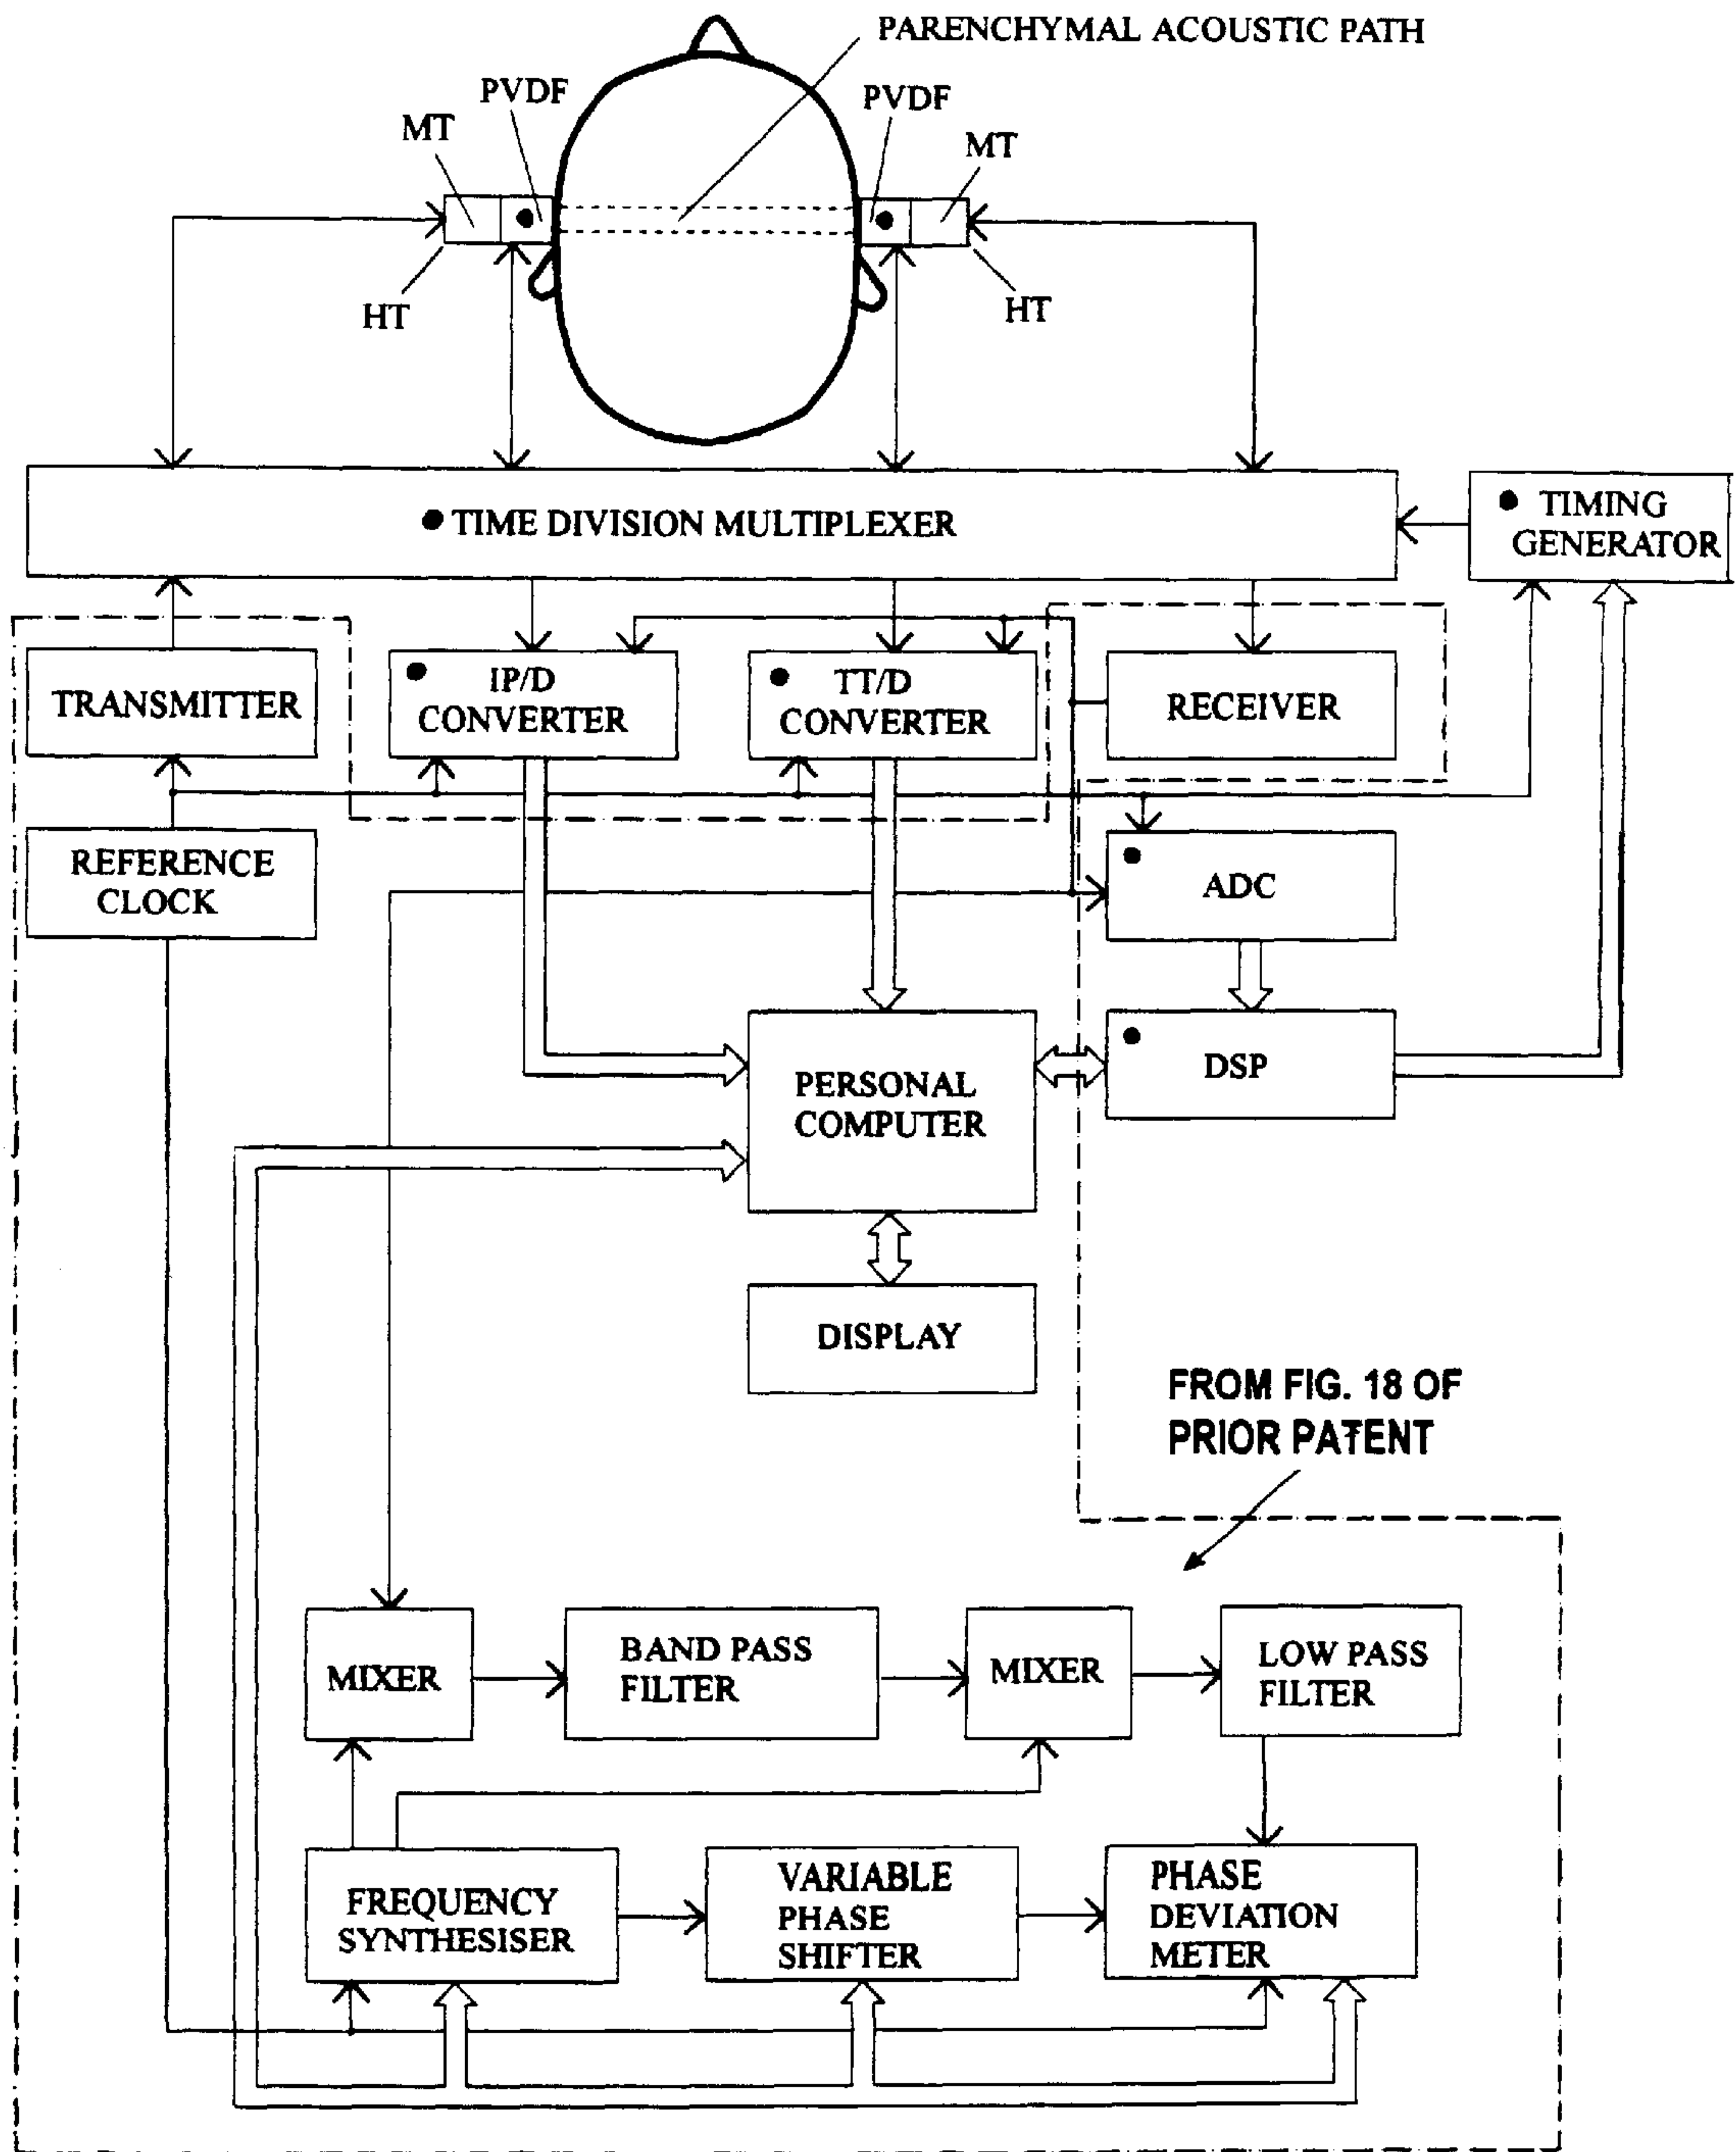 PARENCHYMAL ACOUSTIC PATH
PVDF
PVDF
MT
MT
HT
HT
TIME DIVISION MULTIPLEXER
TIMING
GENERATOR
TRANSMITTER
IP/D
CONVERTER
TT/D
CONVERTER
RECEIVER
REFERENCE
CLOCK
ADC
PERSONAL
COMPUTER
DSP
DISPLAY
FROM FIG. 18 OF
PRIOR PATENT
MIXER
BAND PASS
FILTER
MIXER
LOW PASS
FILTER
FREQUENCY
SYNTHESISER
VARIABLE
PHASE
SHIFTER
PHASE
DEVIATION
METER